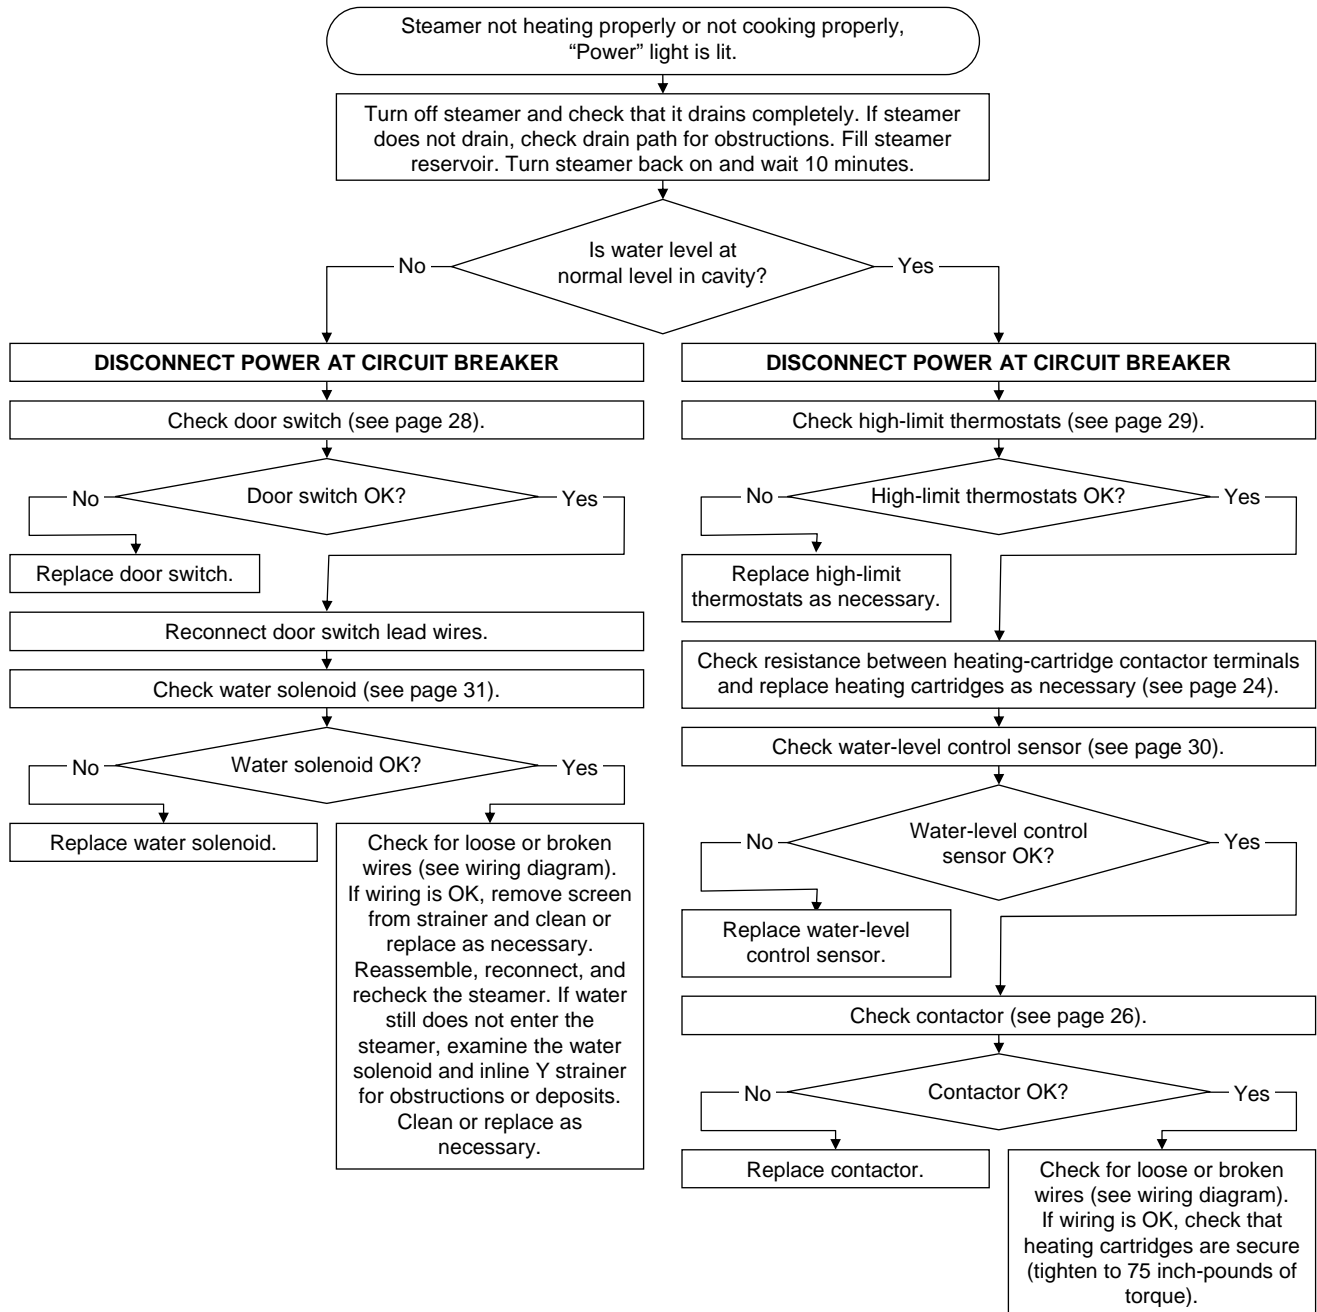 Steamer not heating properly or not cooking properly,
“Power” light is lit.
Turn off steamer and check that it drains completely. If steamer
does not drain, check drain path for obstructions. Fill steamer
reservoir. Turn steamer back on and wait 10 minutes.
Is water level at
normal level in cavity?
No
Yes
DISCONNECT POWER AT CIRCUIT BREAKER
Check door switch (see page 28).
Door switch OK?
No
Yes
Replace door switch.
Reconnect door switch lead wires.
Check water solenoid (see page 31).
Water solenoid OK?
No
Yes
Replace water solenoid.
Check for loose or broken
wires (see wiring diagram).
If wiring is OK, remove screen
from strainer and clean or
replace as necessary.
Reassemble, reconnect, and
recheck the steamer. If water
still does not enter the
steamer, examine the water
solenoid and inline Y strainer
for obstructions or deposits.
Clean or replace as
necessary.
DISCONNECT POWER AT CIRCUIT BREAKER
Check high-limit thermostats (see page 29).
High-limit thermostats OK?
No
Yes
Replace high-limit
thermostats as necessary.
Check resistance between heating-cartridge contactor terminals
and replace heating cartridges as necessary (see page 24).
Check water-level control sensor (see page 30).
Water-level control
sensor OK?
No
Yes
Replace water-level
control sensor.
Check contactor (see page 26).
Contactor OK?
No
Yes
Replace contactor.
Check for loose or broken
wires (see wiring diagram).
If wiring is OK, check that
heating cartridges are secure
(tighten to 75 inch-pounds of
torque).